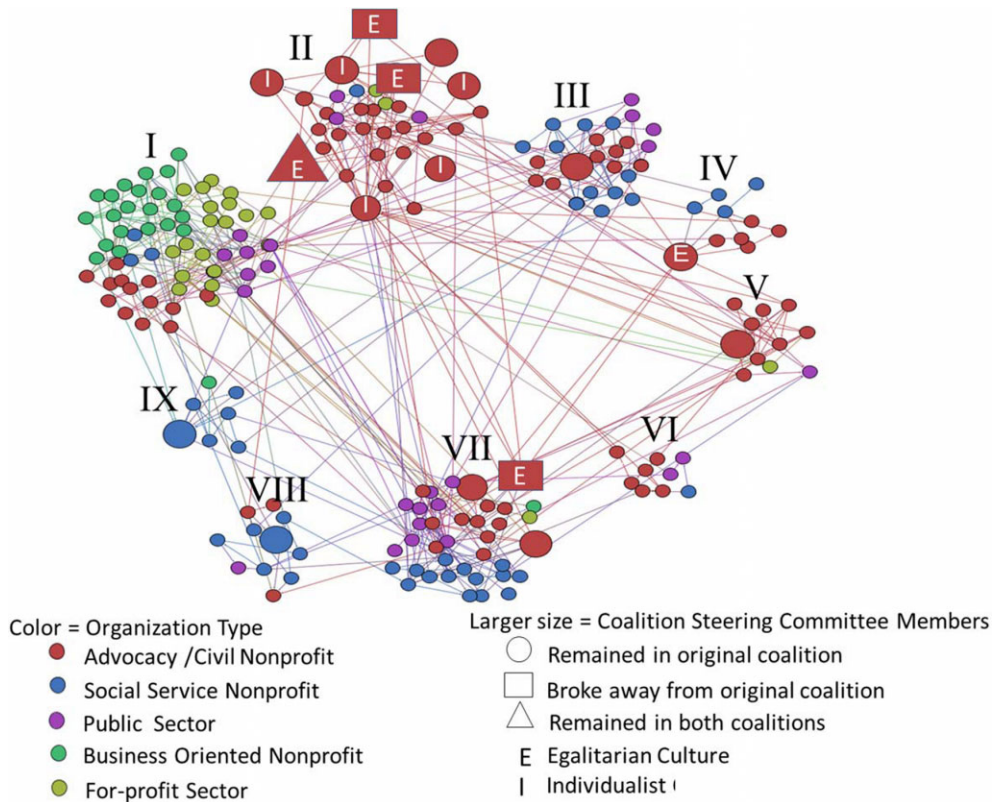 E
II
I
I
E
I
III
I
E
I
IV
I
E
V
IX
VII
VI
E
VIII
Color = Organization Type
Advocacy /Civil Nonprofit
Social Service Nonprofit
Public Sector
Business Oriented Nonprofit
For-profit Sector
Larger size = Coalition Steering Committee Members
Remained in original coalition
Broke away from original coalition
Remained in both coalitions
E Egalitarian Culture
I Individualist